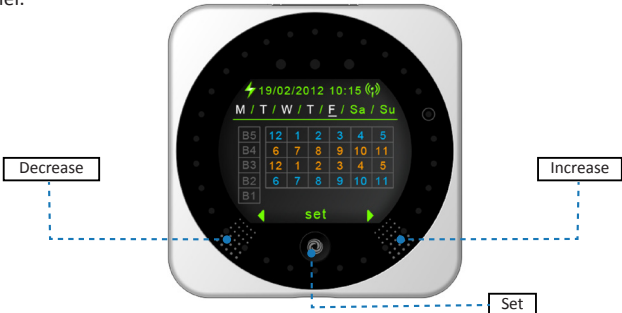 ner.
19/02/2012 10:15
M / T / W / T / F / Sa / Su
B5 12 1 2 3 4 5
B4 6 7 8 9 10 11
B3 12 1 2 3 4 5
B2 6 7 8 9 10 11
B1
Decrease
Increase
set
Set